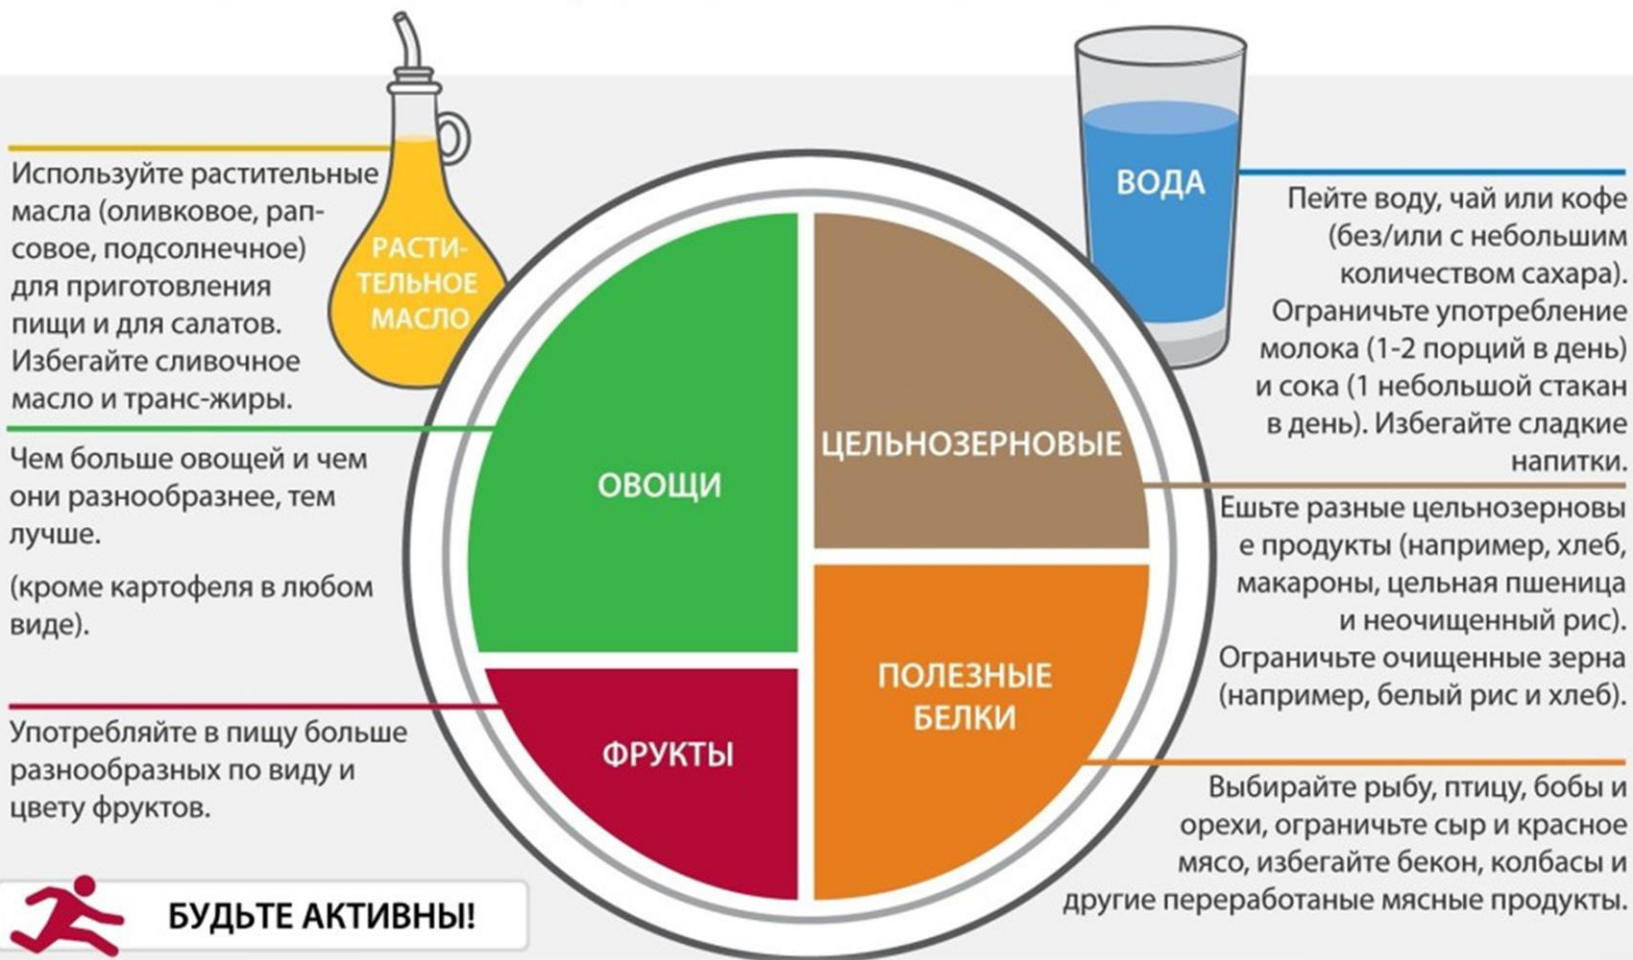 Используйте растительные
масла (оливковое, рап-
совое, подсолнечное)
для приготовления
пищи и для салатов.
Избегайте сливочное
масло и транс-жиры.
РАСТИ-
ТЕЛЬНОЕ
МАСЛО
ВОДА
Пейте воду, чай или кофе
(без/или с небольшим
количеством сахара).
Ограничьте употребление
молока (1-2 порций в день)
и сока (1 небольшой стакан
в день). Избегайте сладкие
напитки.
Чем больше овощей и чем
они разнообразнее, тем
лучше.
(кроме картофеля в любом
виде).
ОВОЩИ
ЦЕЛЬНОЗЕРНОВЫЕ
Ешьте разные цельнозерновы
е продукты (например, хлеб,
макароны, цельная пшеница
и неочищенный рис).
Ограничьте очищенные зерна
(например, белый рис и хлеб).
Употребляйте в пищу больше
разнообразных по виду и
цвету фруктов.
ФРУКТЫ
ПОЛЕЗНЫЕ
БЕЛКИ
Выбирайте рыбу, птицу, бобы и
орехи, ограничьте сыр и красное
мясо, избегайте бекон, колбасы и
другие переработаные мясные продукты.
БУДЬТЕ АКТИВНЫ!